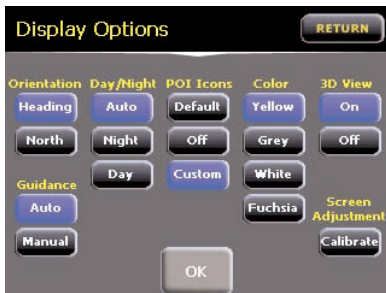 Display Options
RETURN
Orientation Day/Night POI Icons Color 3D View
Heading Auto Default Yellow On
North Night Off Grey Off
Day Custom White
Guidance
Auto Fuchsia Screen
Adjustment
Manual Calibrate
OK